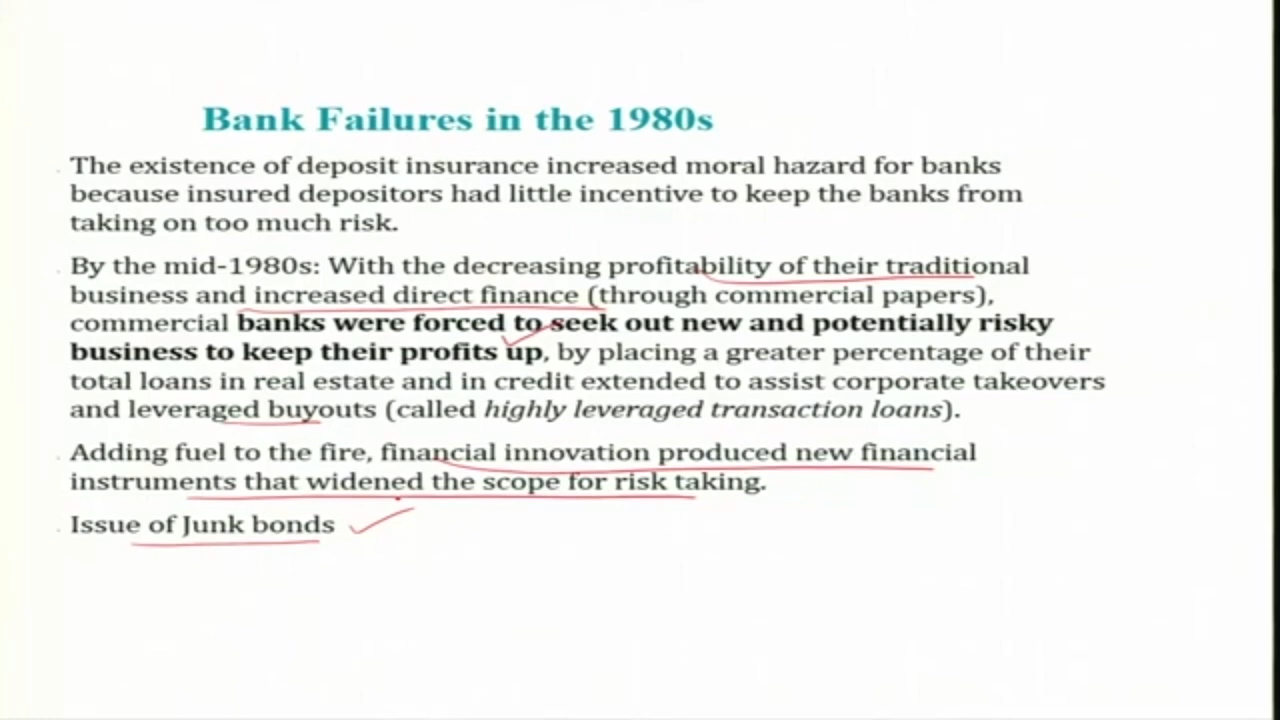 Bank Failures in the 1980s
The existence of deposit insurance increased moral hazard for banks
because insured depositors had little incentive to keep the banks from
taking on too much risk.
By the mid-1980s: With the decreasing profitability of their traditional
business and increased direct finance (through commercial papers),
commercial banks were forced to seek out new and potentially risky
business to keep their profits up, by placing a greater percentage of their
total loans in real estate and in credit extended to assist corporate takeovers
and leveraged buyouts (called highly leveraged transaction loans).
Adding fuel to the fire, financial innovation produced new financial
instruments that widened the scope for risk taking.
Issue of Junk bonds